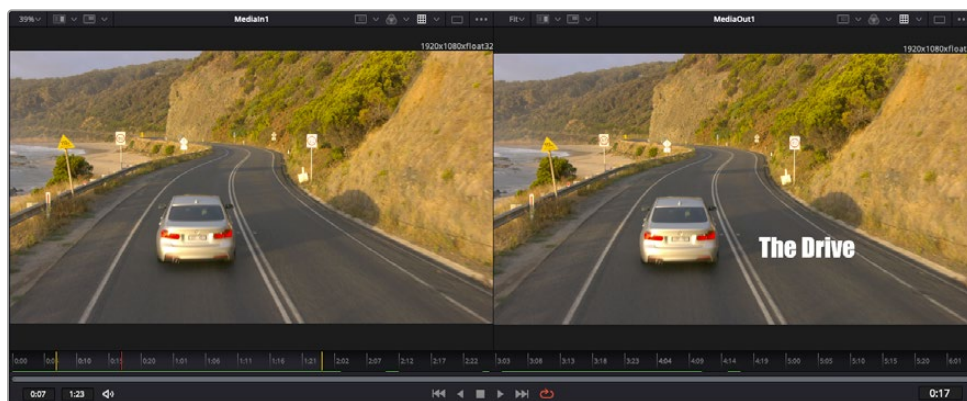 39% MediaIn1 Fit MediaOut1
1920x1080xfloat32 1920x1080xfloat
The Drive
0:00 0:10 0:20 1:01 1:06 1:11 1:16 1:21 2:02 2:07 2:12 2:17 2:22 3:03 3:08 3:13 3:18 3:23 4:04 4:09 4:14 4:19 5:00 5:05 5:10 5:15 5:20 6:01
0:07 1:23 0:17